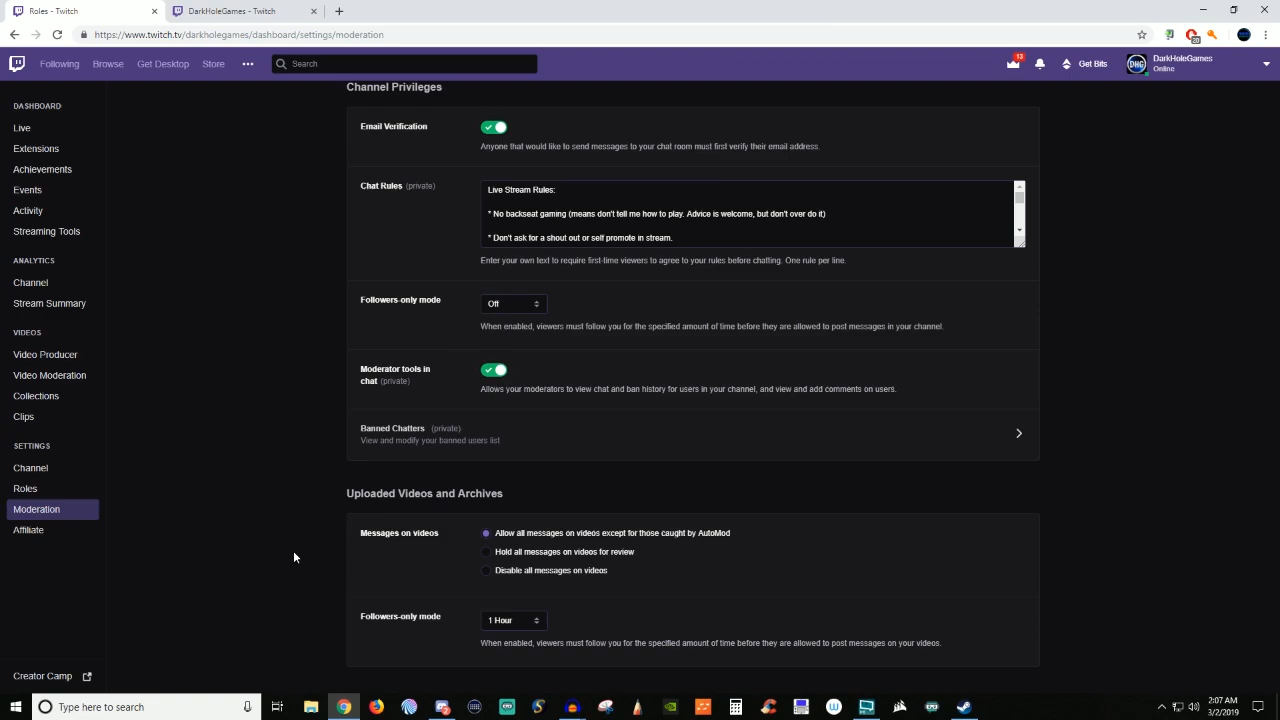 Roles - Twitch
DarkHoleGames - Twitch
https://www.twitch.tv/darkholegames/dashboard/settings/moderation
20
Following
Browse
Get Desktop
Store
Search
13
Get Bits
DHG
DarkHoleGames
Online
DASHBOARD
Live
Extensions
Achievements
Events
Activity
Streaming Tools
ANALYTICS
Channel
Stream Summary
VIDEOS
Video Producer
Video Moderation
Collections
Clips
SETTINGS
Channel
Roles
Moderation
Affiliate
Creator Camp
Channel Privileges
Email Verification
Anyone that would like to send messages to your chat room must first verify their email address.
Chat Rules (private)
Live Stream Rules:
* No backseat gaming (means don't tell me how to play. Advice is welcome, but don't over do it)
* Don't ask for a shout out or self promote in stream.
Enter your own text to require first-time viewers to agree to your rules before chatting. One rule per line.
Followers-only mode
Off
When enabled, viewers must follow you for the specified amount of time before they are allowed to post messages in your channel.
Moderator tools in
chat (private)
Allows your moderators to view chat and ban history for users in your channel, and view and add comments on users.
Banned Chatters (private)
View and modify your banned users list
Uploaded Videos and Archives
Messages on videos
Allow all messages on videos except for those caught by AutoMod
Hold all messages on videos for review
Disable all messages on videos
Followers-only mode
1 Hour
When enabled, viewers must follow you for the specified amount of time before they are allowed to post messages on your videos.
Type here to search
2:07 AM
3/2/2019